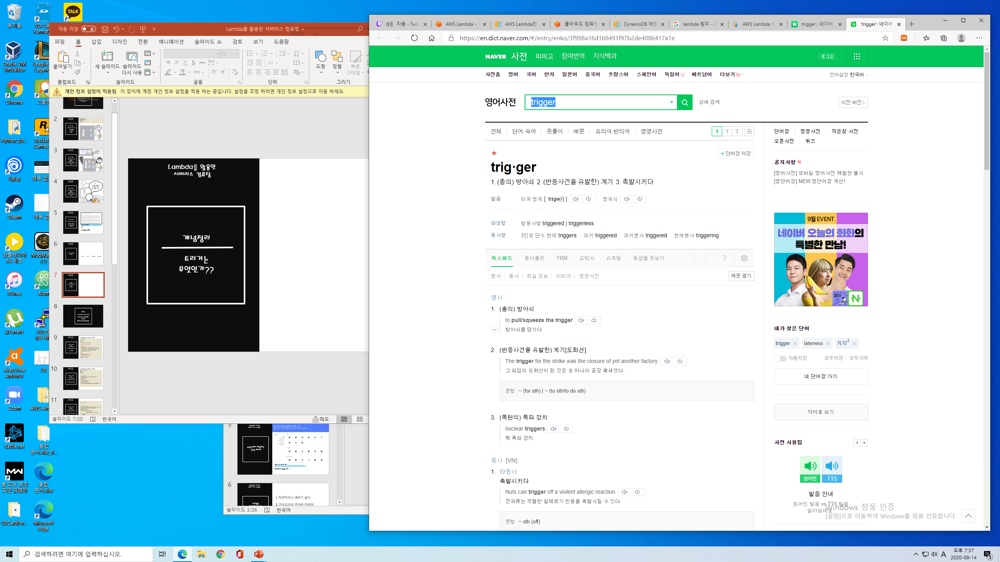 휴지통
SD Car
Format
Oracle VM
VirtualBox
League
Legen
Chrome
고클린
Python_tut...
Rockst
Games
Uplay
제목 없
Steam
제목 없
팟플레이어
64 비트
ModMan
(1)
iTunes
Atom
µTorrent
PuTTY
(64-bit
Avast Free
Antivirus
LB
Zoom
AWS-Arc
Battle.net
통합
문서.xlsx_fi...
콜 오브 듀티
모던 워페어
통합
문서.xlsx
SDCardFor...
Microsoft
Edge
TALK
자동 저장 끔
Lambda를 활용한 서버리스 컴퓨팅
파일 홈 삽입 디자인 전환 애니메이션 슬라이드 쇼 검토 보기 도움말
붙여넣기
새 슬라이드
슬라이드
다시 사용
22
도형
정렬
빠른
스타일
클립보드 슬라이드 글꼴 단락 그리기
개인 정보 설정이 적용됨 이 장치에 계정 개인 정보 설정을 적용 하는 중입니다. 설정을 조정 하려면 개인 정보 설정으로 이동 하세요.
2
3
4
5
6
7
8
9
10
11
Lambda를 활용한
서버리스 컴퓨팅
개념정리
트리거는
무엇인가??
슬라이드 7/20 한국어 메모
5
AWS에서 제공하는
SDK 리스트
6
1. 직관적이고 배우기 쉽다
2. 인터프리터 언어라 컴파일
슬라이드 3/26 한국어
자동 - Twit
AWS Lambda –
AWS Lambda란
클라우드 컴퓨팅
DynamoDB 애플
lambda 원리 - G
AWS Lambda 10
trigger : 네이버
'trigger': 네이버
https://en.dict.naver.com/#/entry/enko/3f998a16d166491f97b2de4086417a1e
NAVER 사전 파파고 참여번역 지식백과
로그인
사전홈 영어 국어 한자 일본어 중국어 프랑스어 스페인어 독일어 U 베트남어 더보기 N
언어설정 한국어
영어사전
trigger
상세 검색
이전 버전
전체 단어·숙어 뜻풀이 예문 유의어·반의어 영영사전
T T T
+ 단어장 저장
trig·ger
1. (총의) 방아쇠 2. (반응사건을 유발한) 계기 3. 촉발시키다
발음 미국·영국 [ ˈtrɪgə(r) ] 영국식
파생형 형용사형 triggered | triggerless
동사형 3인칭 단수 현재 triggers 과거 triggered 과거분사 triggered 현재분사 triggering
옥스퍼드 동아출판 YBM 교학사 슈프림 등급별 뜻보기
명사 동사 학습 정보 이미지 영영사전
예문 열기
명사
1. (총의) 방아쇠
to pull/squeeze the trigger
방아쇠를 당기다
2. (반응사건을 유발한) 계기[도화선]
The trigger for the strike was the closure of yet another factory.
그 파업의 도화선이 된 것은 또 하나의 공장 폐쇄였다.
문형 ~ (for sth) | ~ (to sth/to do sth)
3. (폭탄의) 폭파 장치
nuclear triggers
핵 폭파 장치
동사 [VN]
1. 타동사
촉발시키다
Nuts can trigger off a violent allergic reaction.
견과류는 격렬한 알레르기 반응을 촉발시킬 수 있다.
문형 ~ sth (off)
단어장 영영사전 작은창 사전
오픈사전 퀴즈
공지사항 N
[영어사전] 모바일 영어사전 체험판 출시
[영단어장] NEW 영단어장 개선!
9월 EVENT
네이버 오늘의 회화의
특별한 만남!
영어
내가 찾은 단어
trigger lateness 지각2
자동저장 모두저장 모두삭제
내 단어장 가기
약어표 보기
사전 사용팁
원어민 TTS
발음 안내
원어민 발음 vs TTS 발음
알아보세요.
Windows 정품 인증
[설정]으로 이동하여 Windows를 정품 인증합니다.
검색하려면 여기에 입력하십시오.
A
오후 7:37
2020-09-14
5